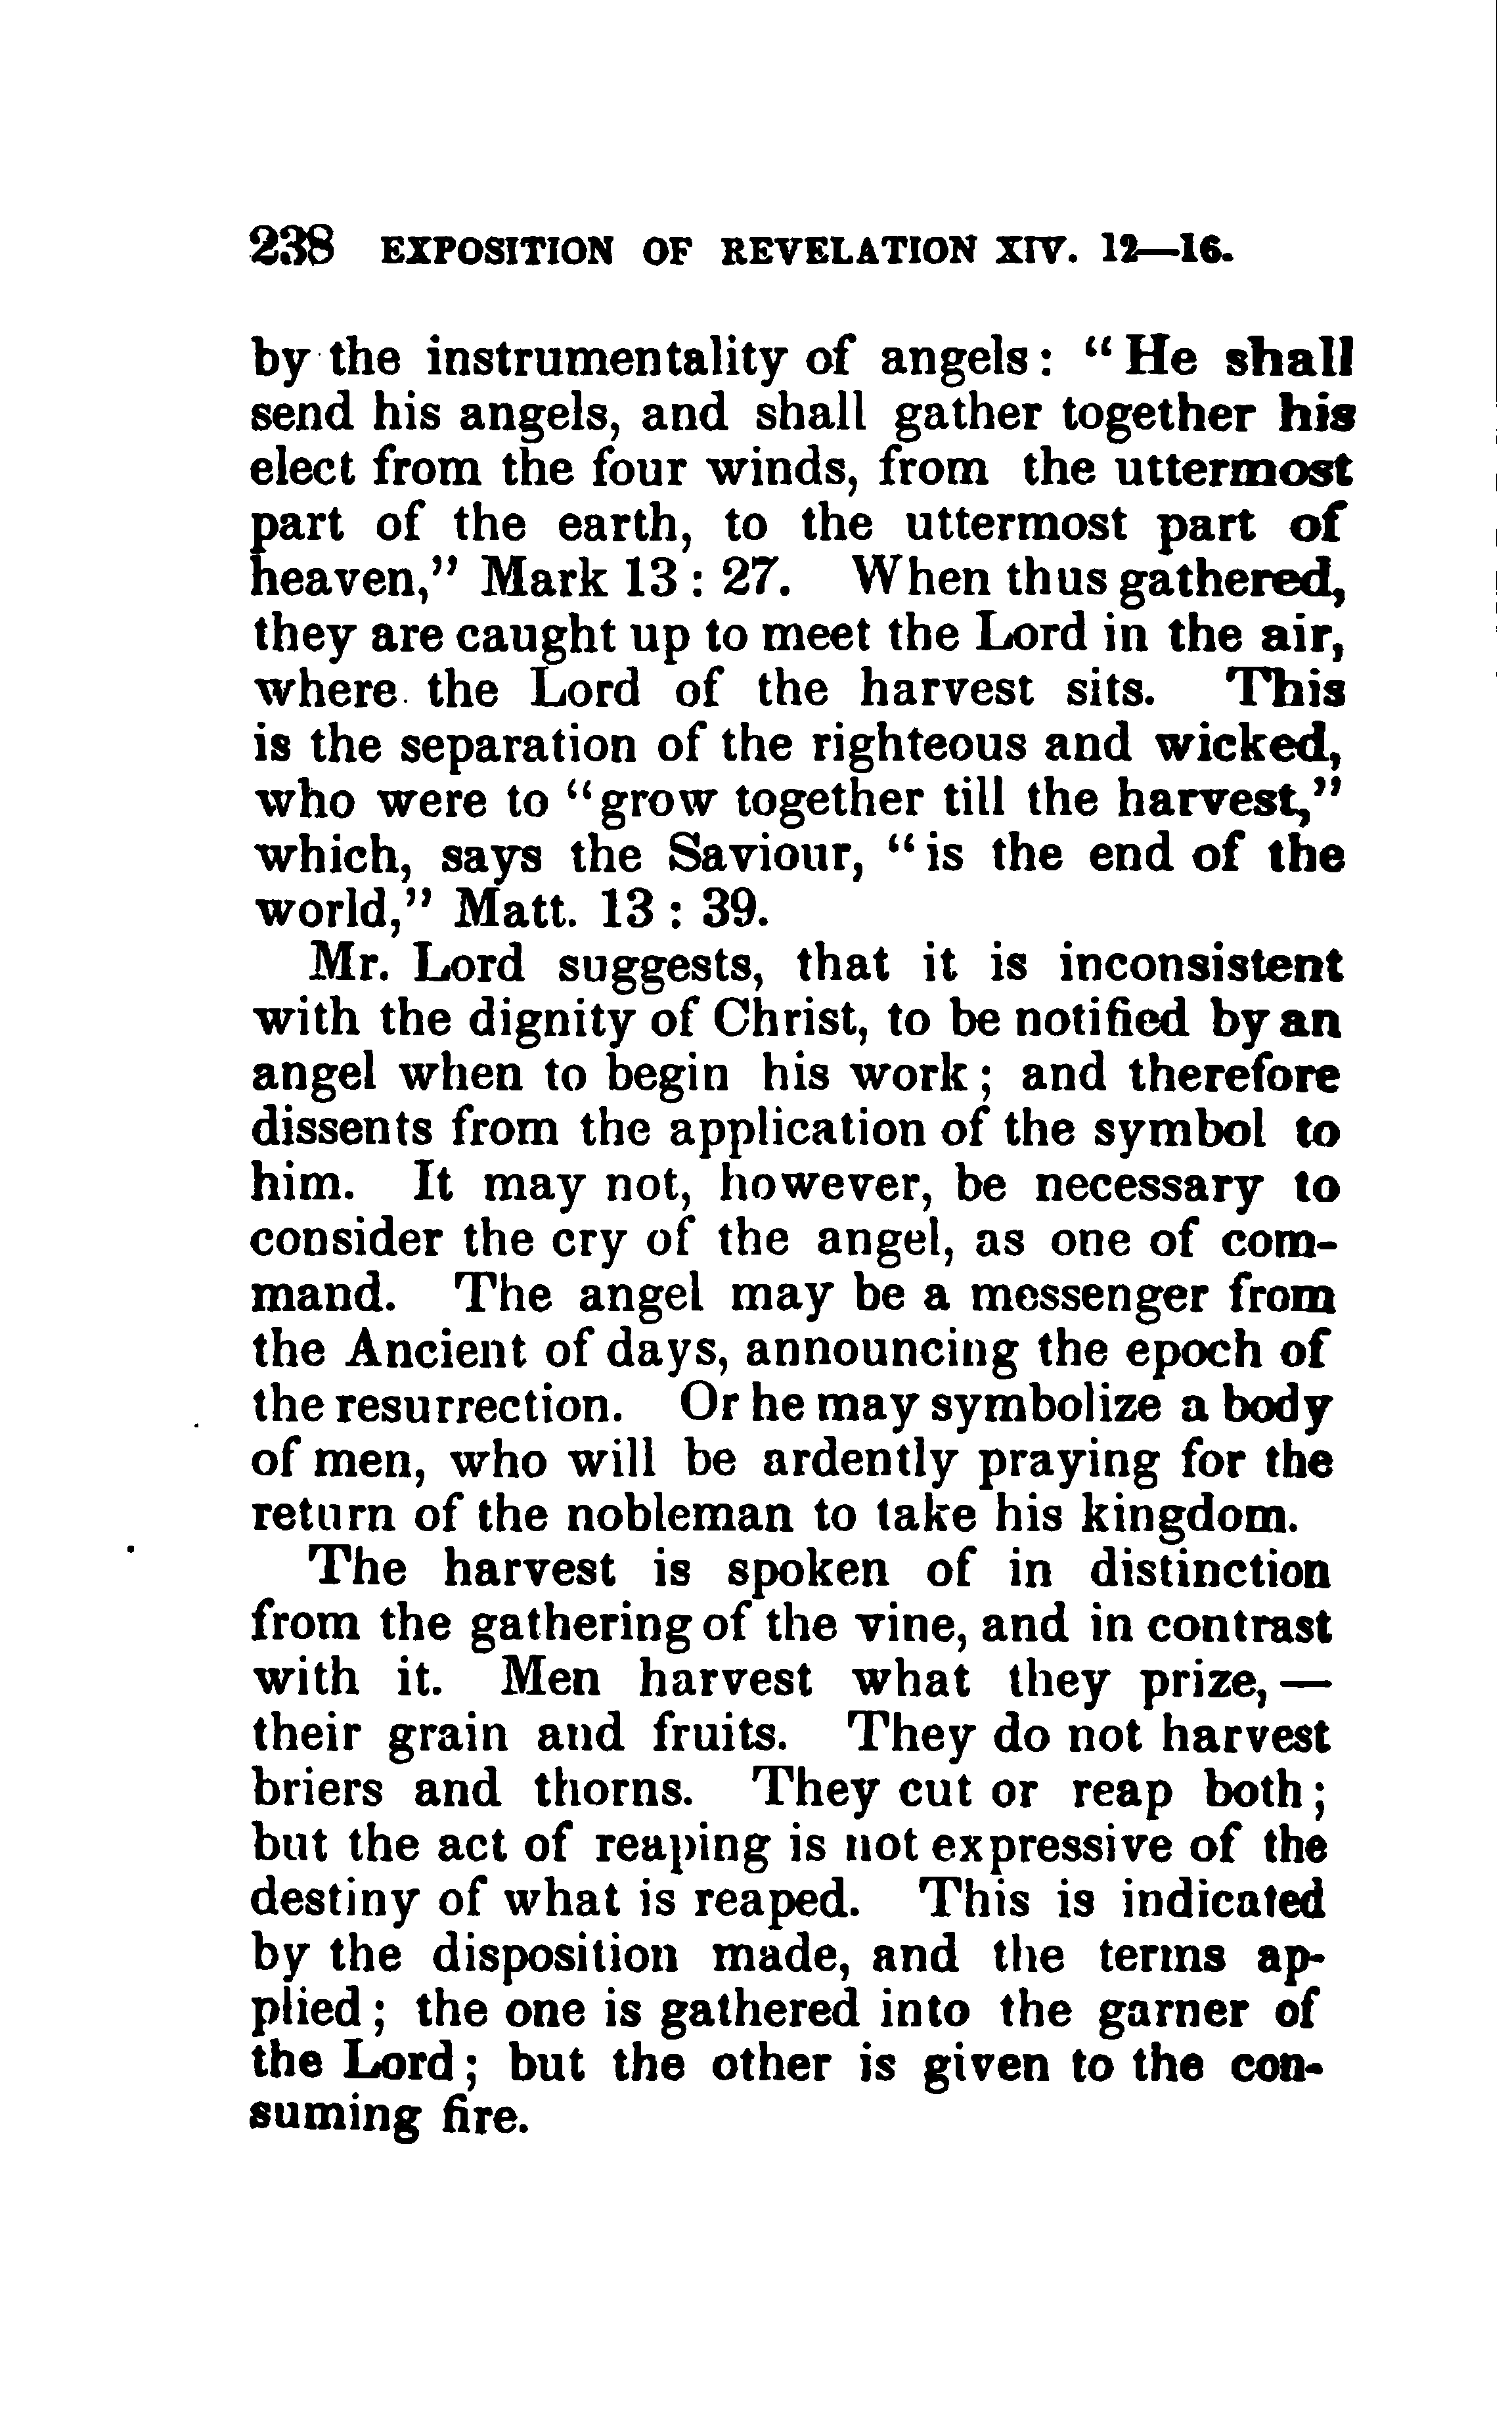 238 EXPOSITION OF REVELATION XIV. 12—16.
by the instrumentality of angels: "He shall
send his angels, and shall gather together his
elect from the four winds, from the uttermost
part of the earth, to the uttermost part of
heaven," Mark 13 : 27. When thus gathered,
they are caught up to meet the Lord in the air,
where the Lord of the harvest sits. This
is the separation of the righteous and wicked,
who were to "grow together till the harvest,"
which, says the Saviour, "is the end of the
world," Matt. 13 : 39.
Mr. Lord suggests, that it is inconsistent
with the dignity of Christ, to be notified by an
angel when to begin his work; and therefore
dissents from the application of the symbol to
him. It may not, however, be necessary to
consider the cry of the angel, as one of com-
mand. The angel may be a messenger from
the Ancient of days, announcing the epoch of
the resurrection. Or he may symbolize a body
of men, who will be ardently praying for the
return of the nobleman to take his kingdom.
The harvest is spoken of in distinction
from the gathering of the vine, and in contrast
with it. Men harvest what they prize,—
their grain and fruits. They do not harvest
briers and thorns. They cut or reap both;
but the act of reaping is not expressive of the
destiny of what is reaped. This is indicated
by the disposition made, and the terms ap-
plied; the one is gathered into the garner of
the Lord; but the other is given to the con-
suming fire.